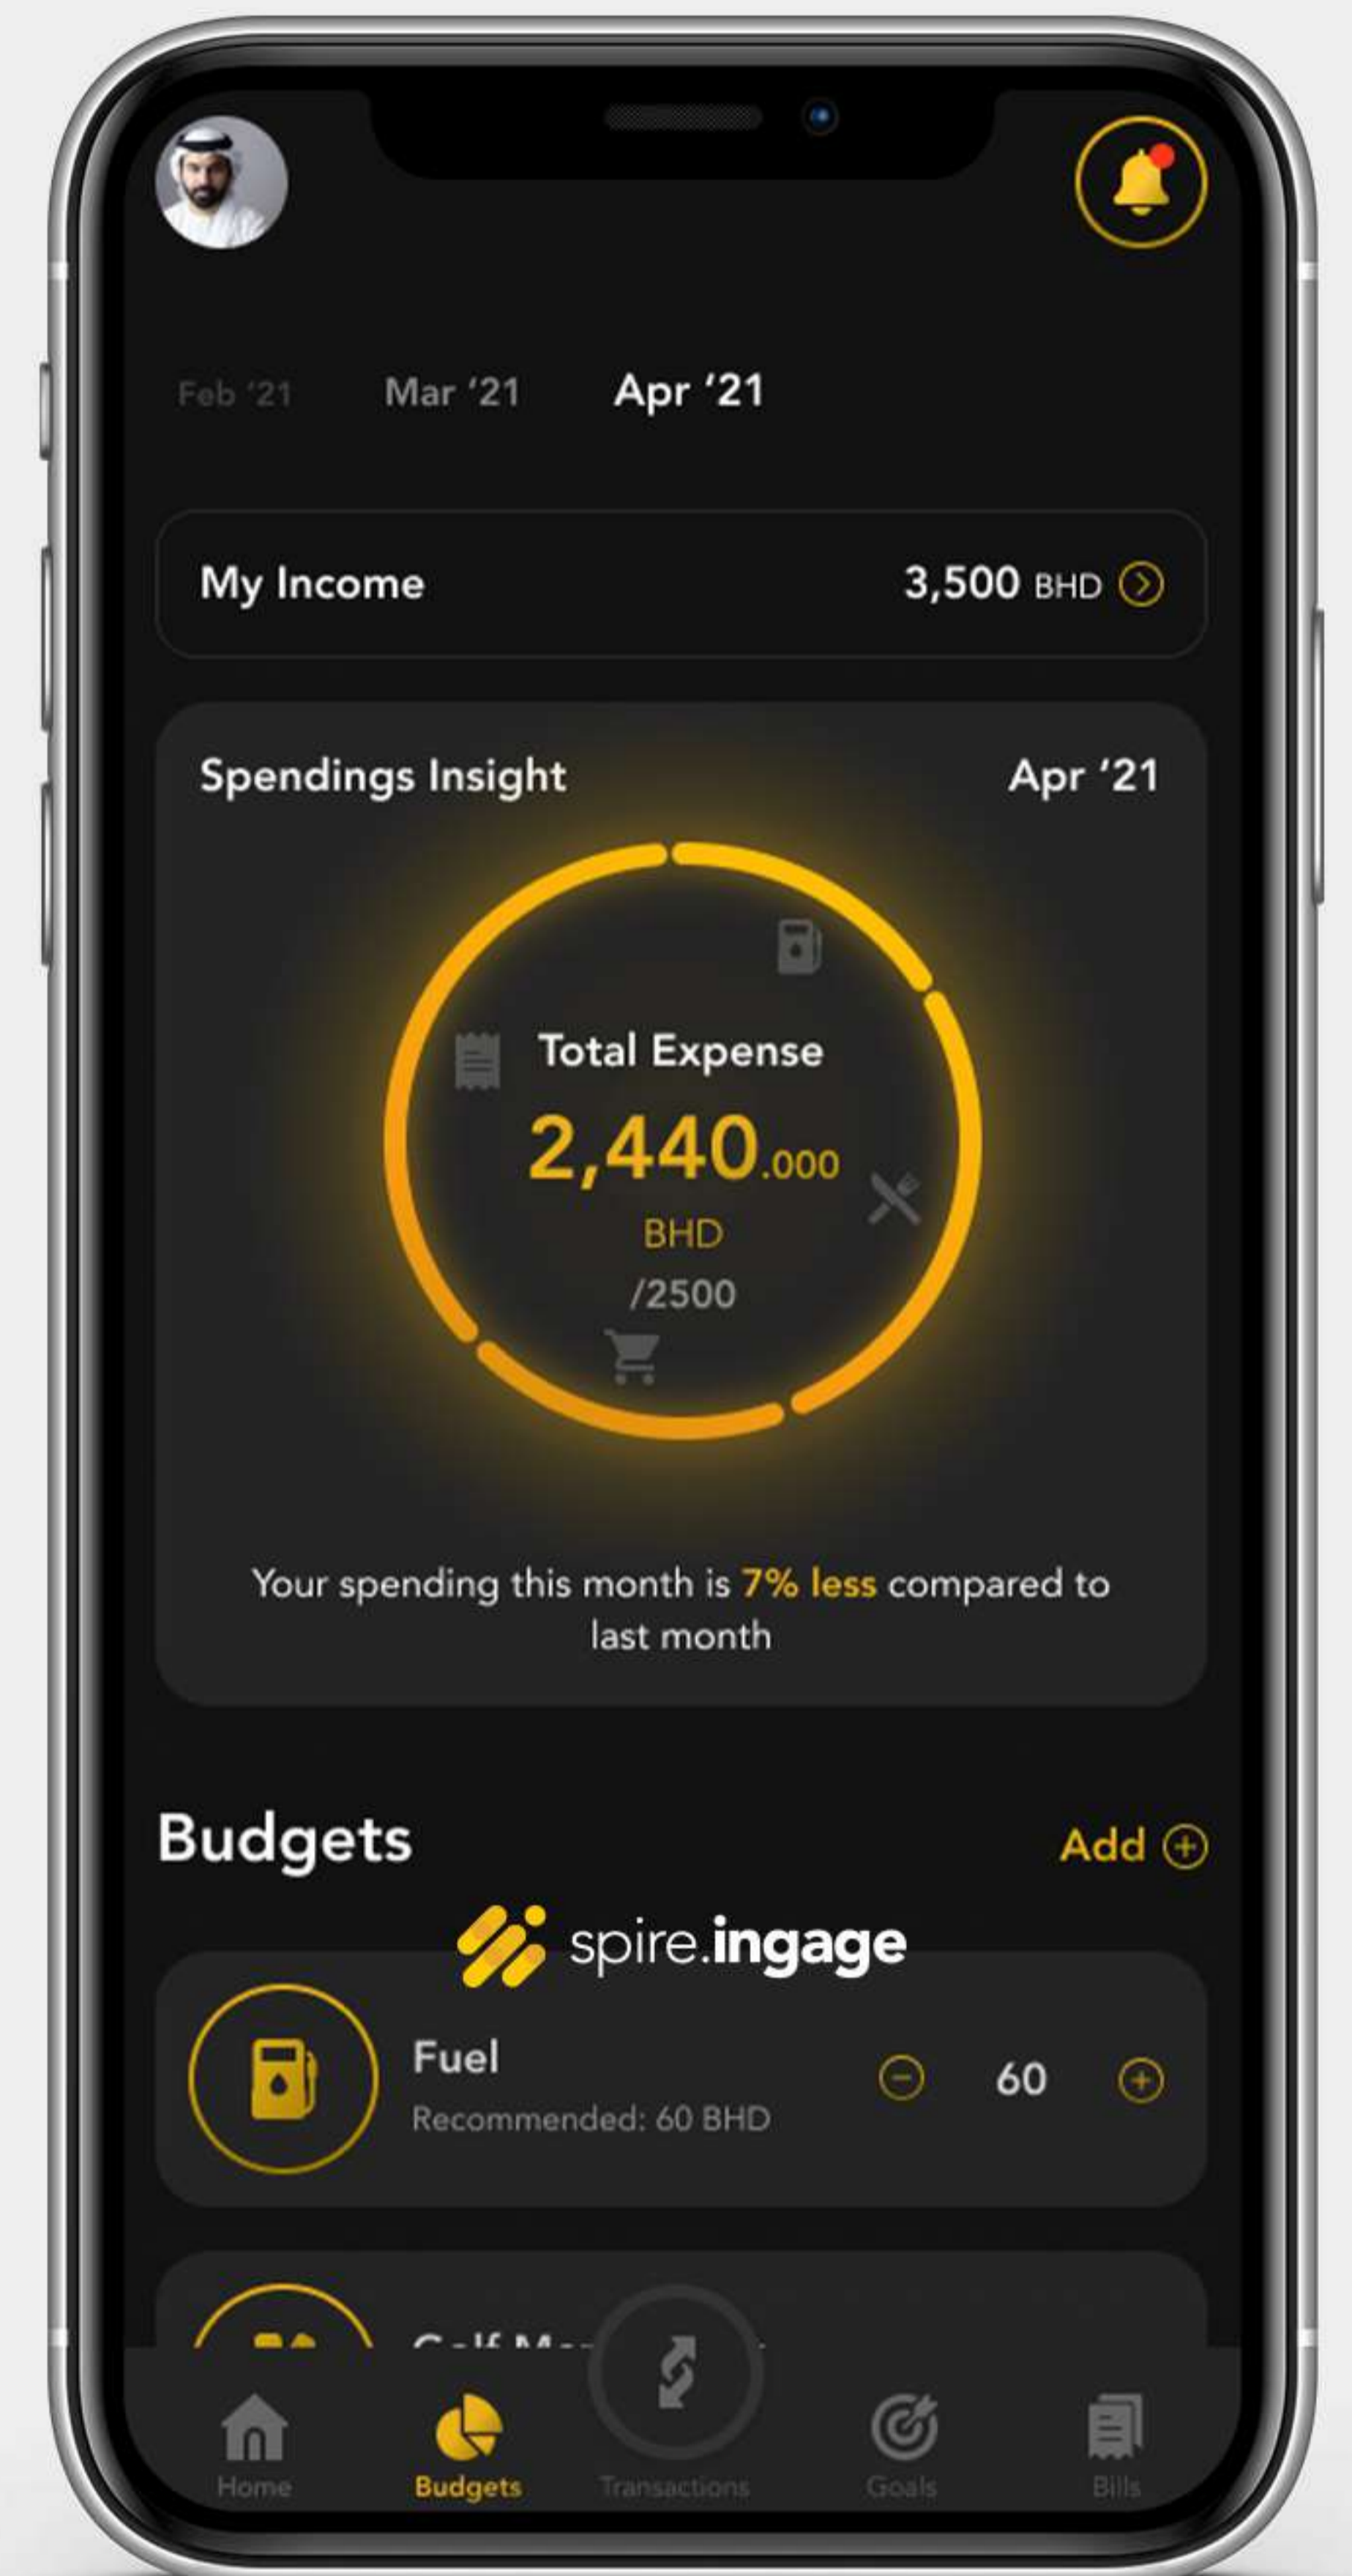 Feb ‘21 Mar ‘21 Apr ‘21
My Income 3,500 BHD
Spendings Insight Apr ‘21
Total Expense
2,440.000
BHD
/2500
Your spending this month is 7% less compared to
last month
Budgets Add
spire.ingage
Fuel
Recommended: 60 BHD
60
Golf
Home Budgets Transactions Goals Bills